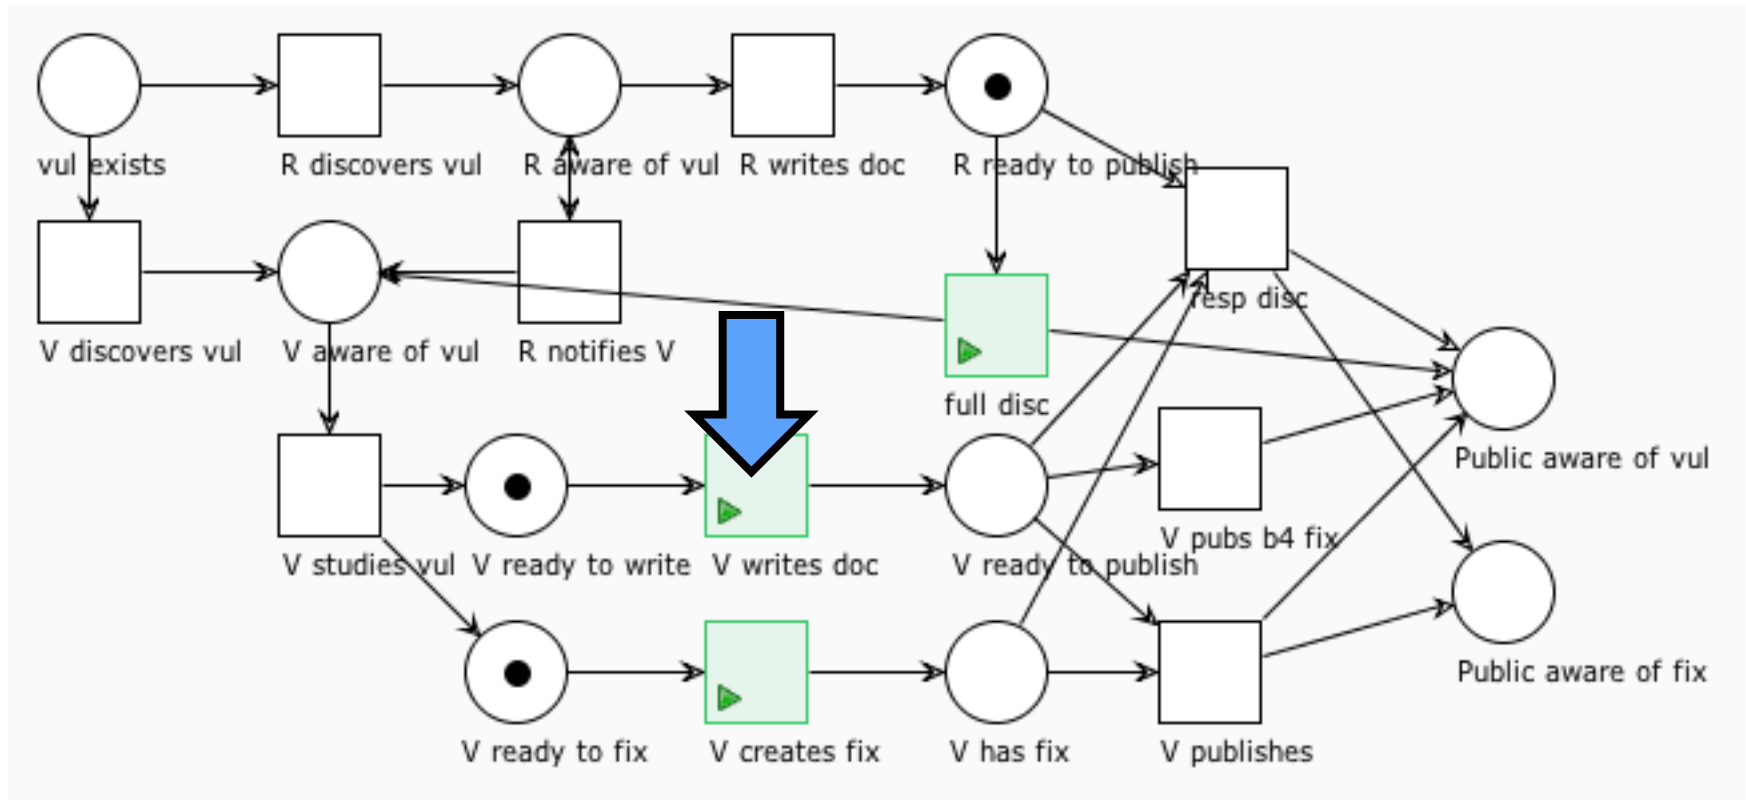 vul exists
R discovers vul
R aware of vul
R writes doc
R ready to publish
resp disc
V discovers vul
V aware of vul
R notifies V
full disc
Public aware of vul
V studies vul
V ready to write
V writes doc
V ready to publish
V pubs b4 fix
Public aware of fix
V ready to fix
V creates fix
V has fix
V publishes